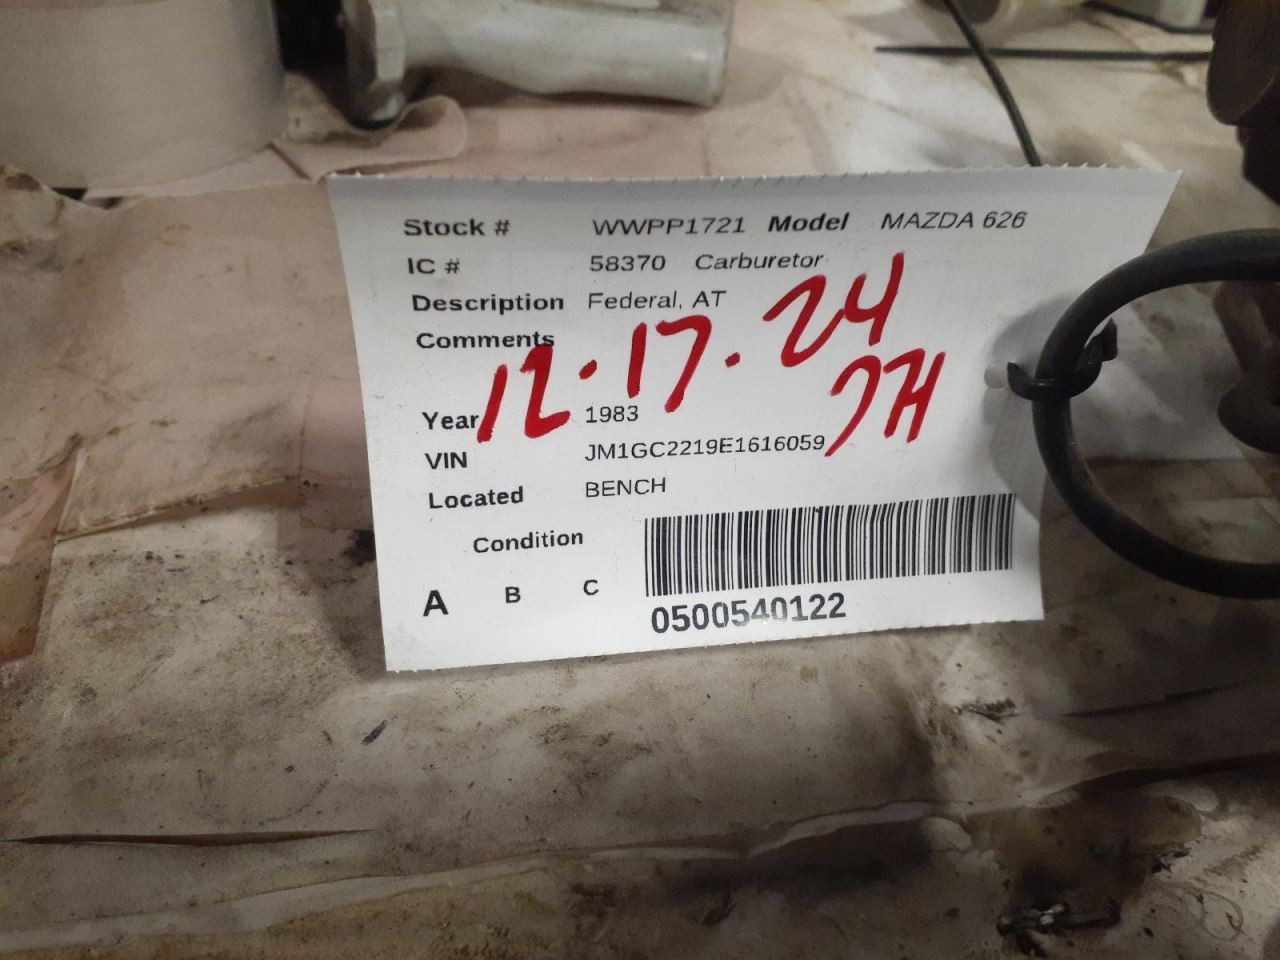 Stock # WWPP1721 Model MAZDA 626
IC # 58370 Carburetor
Description Federal, AT
Comments
12.17.24
JH
Year 1983
VIN JM1GC2219E1616059
Located BENCH
Condition
A B C
0500540122